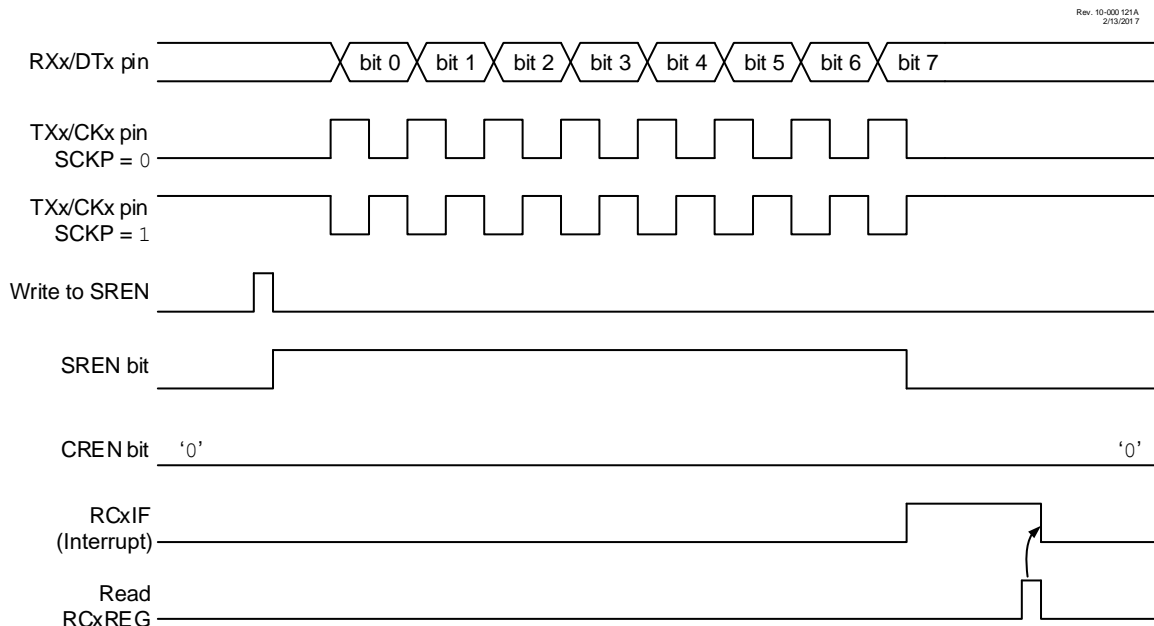 Rev. 10-000121A
2/13/2017
RXx/DTx pin
bit 0 bit 1 bit 2 bit 3 bit 4 bit 5 bit 6 bit 7
TXx/CKx pin
SCKP = 0
TXx/CKx pin
SCKP = 1
Write to SREN
SREN bit
CREN bit ‘0’ ‘0’
RCxIF
(Interrupt)
Read
RCxREG